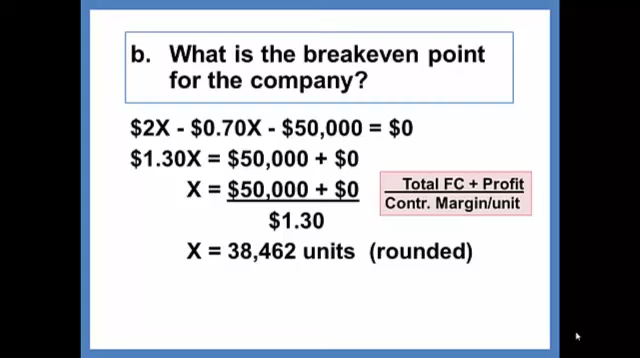 b. What is the breakeven point
for the company?
$2X - $0.70X - $50,000 = $0
$1.30X = $50,000 + $0
X = $50,000 + $0
$1.30
Total FC + Profit
Contr. Margin/unit
X = 38,462 units (rounded)